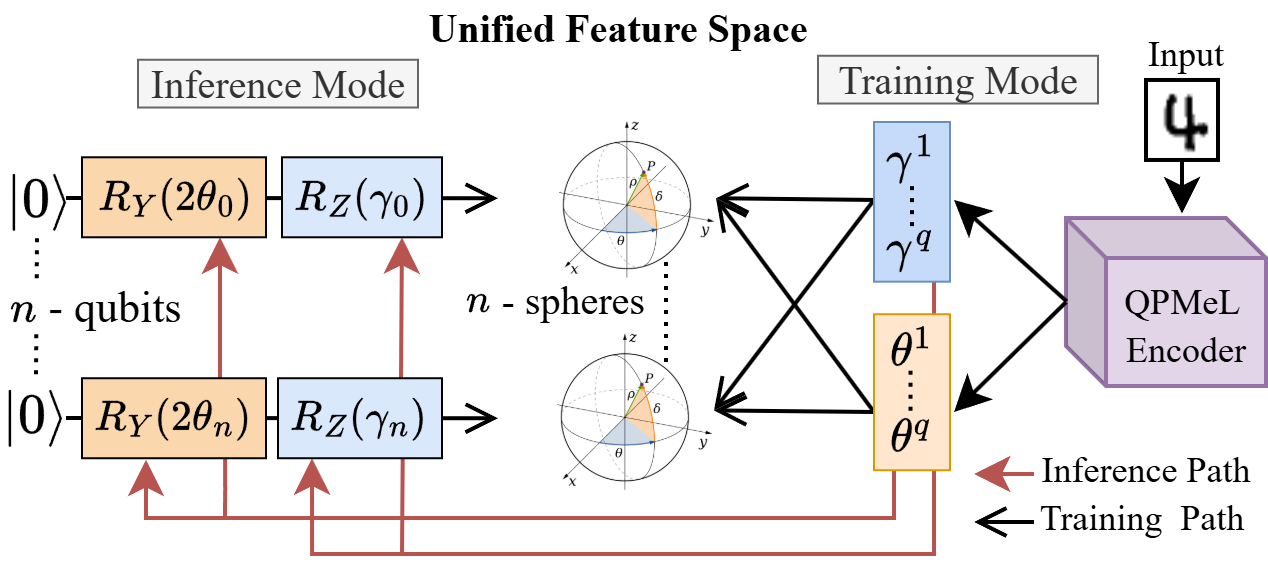 Unified Feature Space
Inference Mode
Training Mode
Input
4
|0⟩
R_Y(2θ_0)
R_Z(γ_0)
z
P
ρ
δ
θ
y
x
γ^1
γ^q
QPMeL
Encoder
n - qubits
n - spheres
|0⟩
R_Y(2θ_n)
R_Z(γ_n)
z
P
ρ
δ
θ
y
x
θ^1
θ^q
Inference Path
Training Path